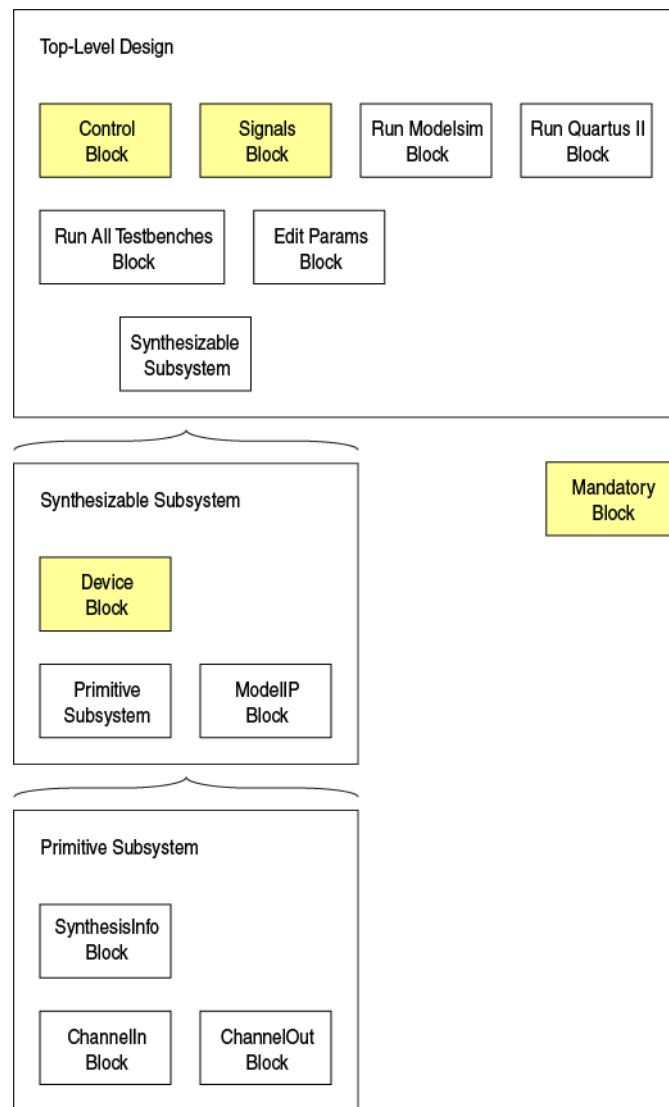 Top-Level Design
Control
Block
Signals
Block
Run Modelsim
Block
Run Quartus II
Block
Run All Testbenches
Block
Edit Params
Block
Synthesizable
Subsystem
Synthesizable Subsystem
Mandatory
Block
Device
Block
Primitive
Subsystem
ModelIP
Block
Primitive Subsystem
SynthesisInfo
Block
ChannelIn
Block
ChannelOut
Block